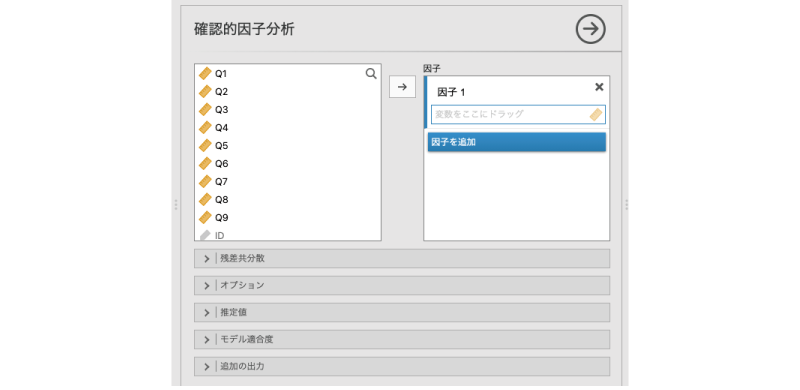 確認的因子分析
Q1
Q2
Q3
Q4
Q5
Q6
Q7
Q8
Q9
ID
因子
因子 1
変数をここにドラッグ
因子を追加
残差共分散
オプション
推定値
モデル適合度
追加の出力